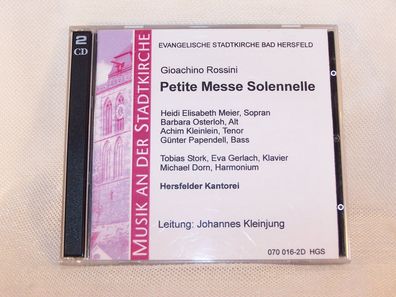 2
CD
MUSIK AN DER STADTKIRCHE
EVANGELISCHE STADTKIRCHE BAD HERSFELD
Gioachino Rossini
Petite Messe Solennelle
Heidi Elisabeth Meier, Sopran
Barbara Osterloh, Alt
Achim Kleinlein, Tenor
Günter Papendell, Bass
Tobias Stork, Eva Gerlach, Klavier
Michael Dorn, Harmonium
Hersfelder Kantorei
Leitung: Johannes Kleinjung
070 016-2D HGS